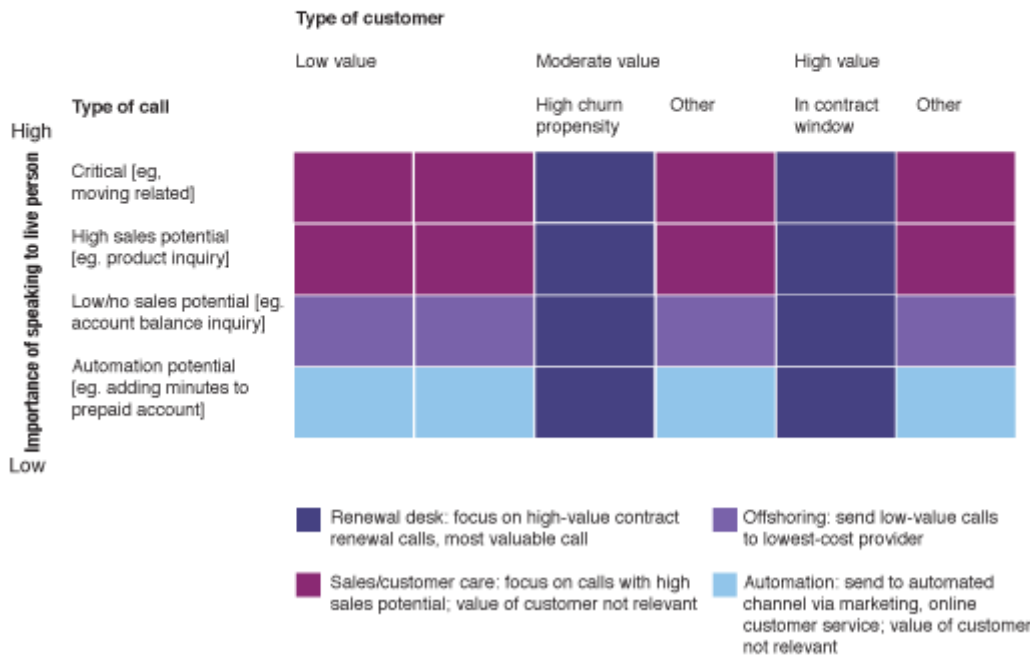 Type of customer
Low value
Moderate value
High value
Type of call
High churn
propensity
Other
In contract
window
Other
High
Importance of speaking to live person
Low
Critical [eg,
moving related]
High sales potential
[eg. product inquiry]
Low/no sales potential [eg.
account balance inquiry]
Automation potential
[eg. adding minutes to
prepaid account]
Renewal desk: focus on high-value contract
renewal calls, most valuable call
Offshoring: send low-value calls
to lowest-cost provider
Sales/customer care: focus on calls with high
sales potential; value of customer not relevant
Automation: send to automated
channel via marketing, online
customer service; value of customer
not relevant